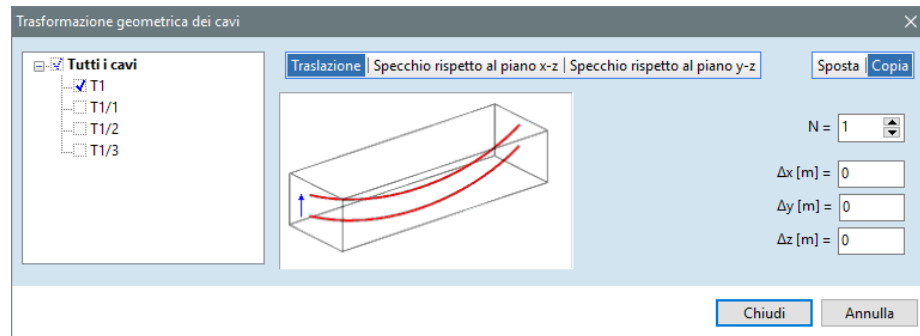 Trasformazione geometrica dei cavi
Tutti i cavi
T1
T1/1
T1/2
T1/3
Traslazione | Specchio rispetto al piano x-z | Specchio rispetto al piano y-z
Sposta | Copia
N = 1
Δx [m] = 0
Δy [m] = 0
Δz [m] = 0
Chiudi Annulla